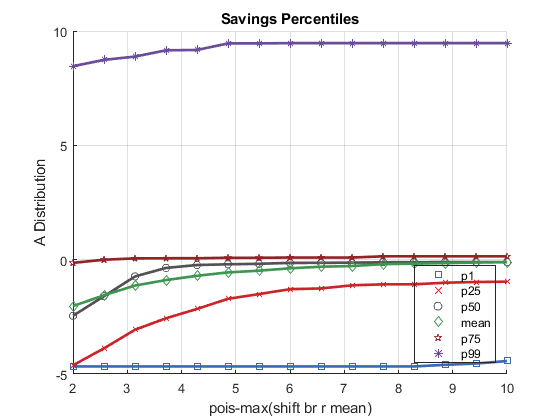 Savings Percentiles
10
5
0
-5
A Distribution
2 3 4 5 6 7 8 9 10
pois-max(shift br r mean)
p1
p25
p50
mean
p75
p99